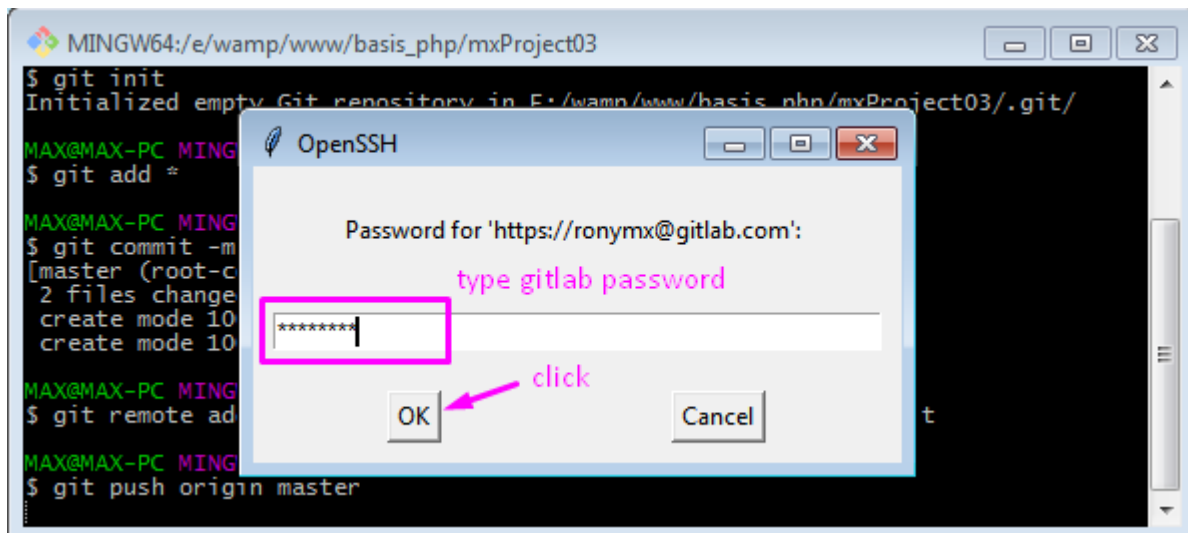 MINGW64:/e/wamp/www/basis_php/mxProject03
$ git init
Initialized empty Git repository in E:/wamp/www/basis_php/mxProject03/.git/
OpenSSH
MAX@MAX-PC MING
$ git add *
Password for 'https://ronymx@gitlab.com':
MAX@MAX-PC MING
$ git commit -m
[master (root-c
type gitlab password
2 files change
create mode 10
********
create mode 10
click
MAX@MAX-PC MING
$ git remote ad
OK
Cancel
t
MAX@MAX-PC MING
$ git push origin master